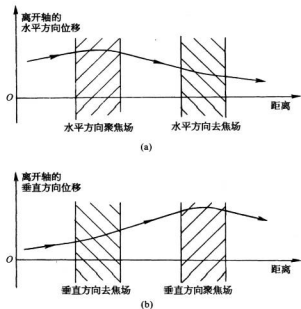 离开轴的
水平方向位移
O
距离
水平方向聚焦场
水平方向去焦场
(a)
离开轴的
垂直方向位移
O
距离
垂直方向去焦场
垂直方向聚焦场
(b)